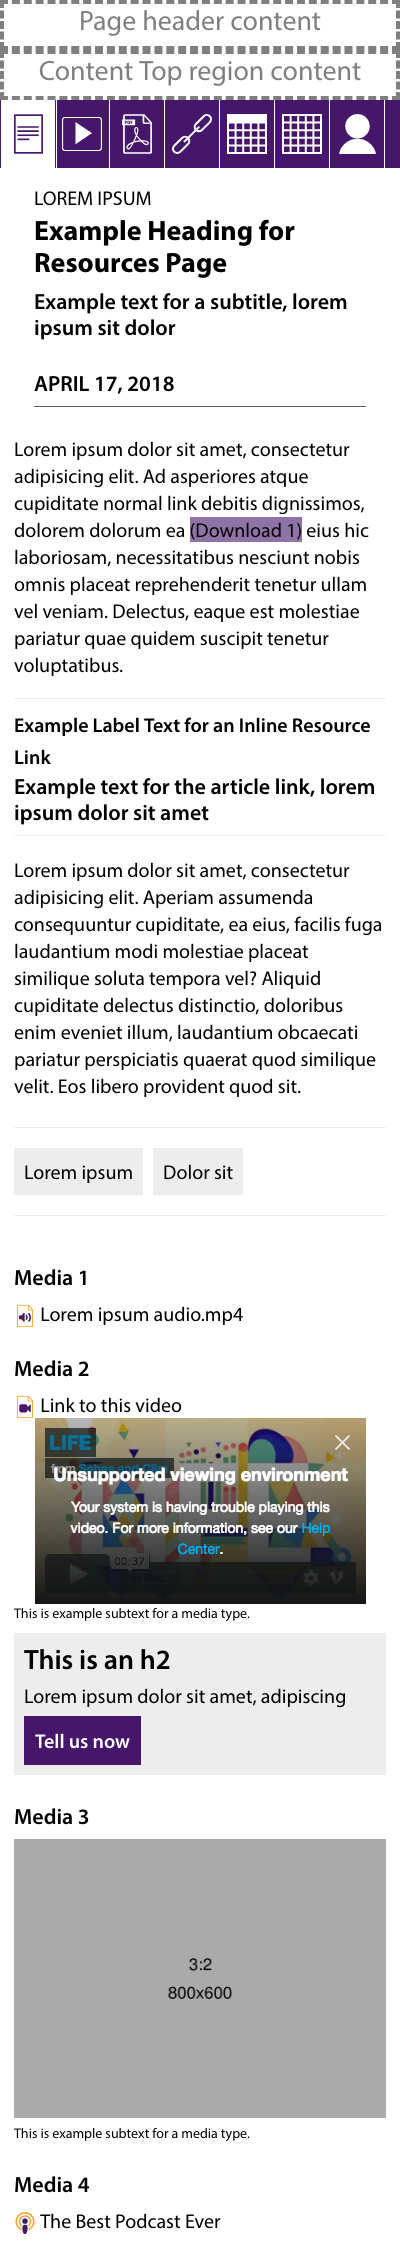 Page header content
Content Top region content
PDF
LOREM IPSUM
Example Heading for
Resources Page
Example text for a subtitle, lorem
ipsum sit dolor
APRIL 17, 2018
Lorem ipsum dolor sit amet, consectetur
adipisicing elit. Ad asperiores atque
cupiditate normal link debitis dignissimos,
dolorem dolorum ea (Download 1) eius hic
laboriosam, necessitatibus nesciunt nobis
omnis placeat reprehenderit tenetur ullam
vel veniam. Delectus, eaque est molestiae
pariatur quae quidem suscipit tenetur
voluptatibus.
Example Label Text for an Inline Resource
Link
Example text for the article link, lorem
ipsum dolor sit amet
Lorem ipsum dolor sit amet, consectetur
adipisicing elit. Aperiam assumenda
consequuntur cupiditate, ea eius, facilis fuga
laudantium modi molestiae placeat
similique soluta tempora vel? Aliquid
cupiditate delectus distinctio, doloribus
enim eveniet illum, laudantium obcaecati
pariatur perspiciatis quaerat quod similique
velit. Eos libero provident quod sit.
Lorem ipsum
Dolor sit
Media 1
Lorem ipsum audio.mp4
Media 2
Link to this video
LIFE
from
Unsupported viewing environment
Your system is having trouble playing this
video. For more information, see our Help
Center.
00:37
This is example subtext for a media type.
This is an h2
Lorem ipsum dolor sit amet, adipiscing
Tell us now
Media 3
3:2
800x600
This is example subtext for a media type.
Media 4
The Best Podcast Ever